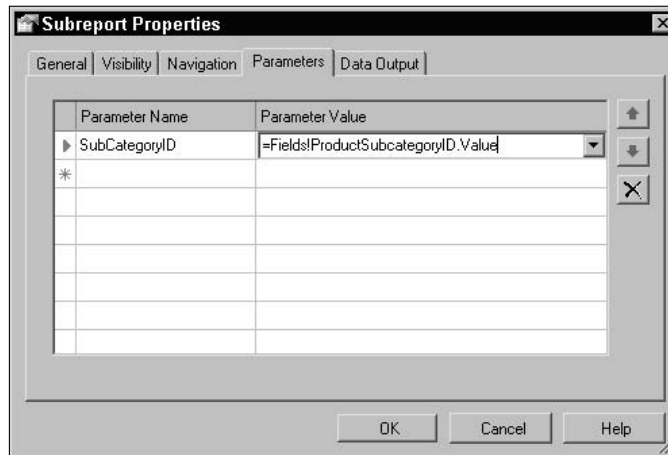 Subreport Properties
General Visibility Navigation Parameters Data Output
Parameter Name Parameter Value
SubCategoryID =Fields!ProductSubcategoryID.Value
OK Cancel Help